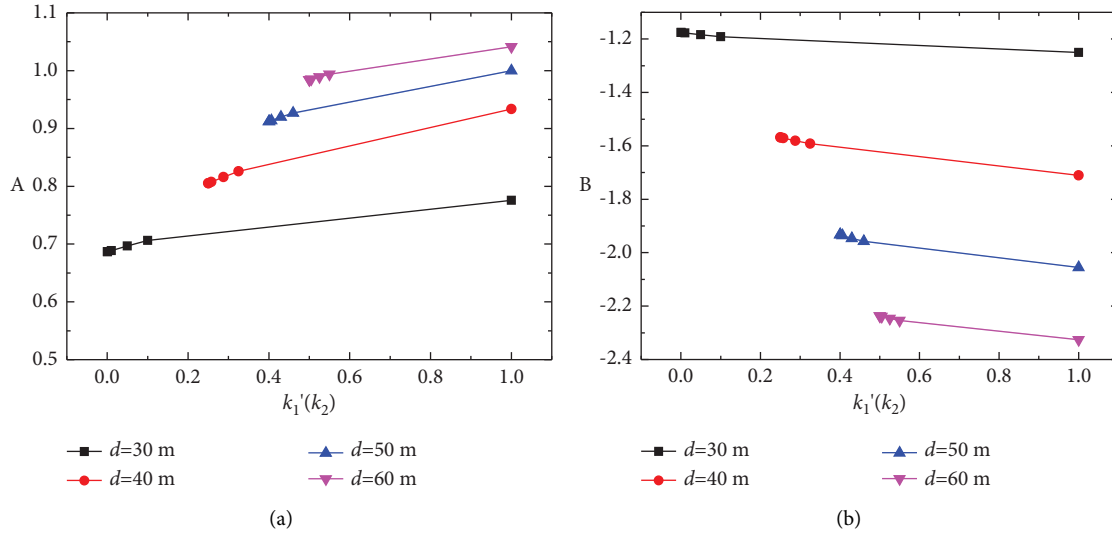 1.1
1.0
0.9
A 0.8
0.7
0.6
0.5
0.0 0.2 0.4 0.6 0.8 1.0
k₁'(k₂)
d=30 m d=50 m
d=40 m d=60 m
(a)
-1.2
-1.4
-1.6
B -1.8
-2.0
-2.2
-2.4
0.0 0.2 0.4 0.6 0.8 1.0
k₁'(k₂)
d=30 m d=50 m
d=40 m d=60 m
(b)